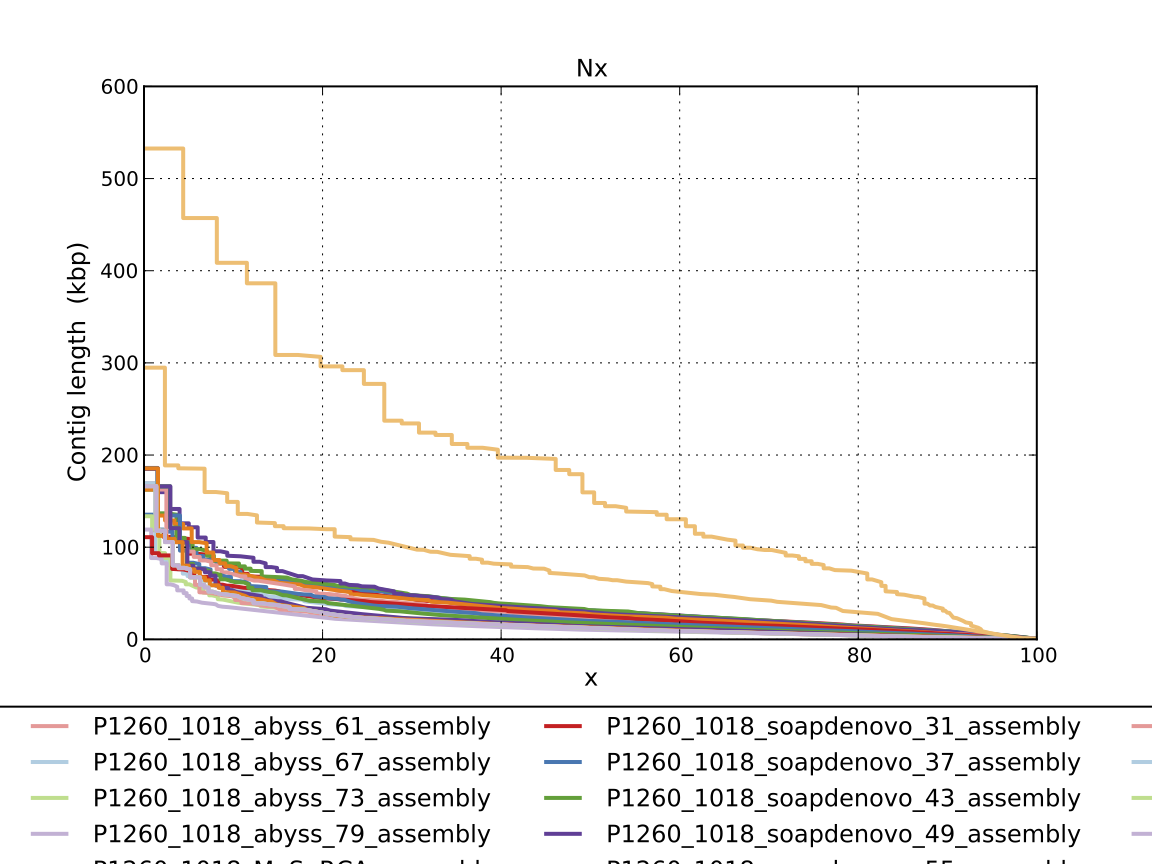 Nx
600
500
400
300
200
100
0
Contig length (kbp)
0 20 40 60 80 100
x
P1260_1018_abyss_61_assembly P1260_1018_soapdenovo_31_assembly
P1260_1018_abyss_67_assembly P1260_1018_soapdenovo_37_assembly
P1260_1018_abyss_73_assembly P1260_1018_soapdenovo_43_assembly
P1260_1018_abyss_79_assembly P1260_1018_soapdenovo_49_assembly